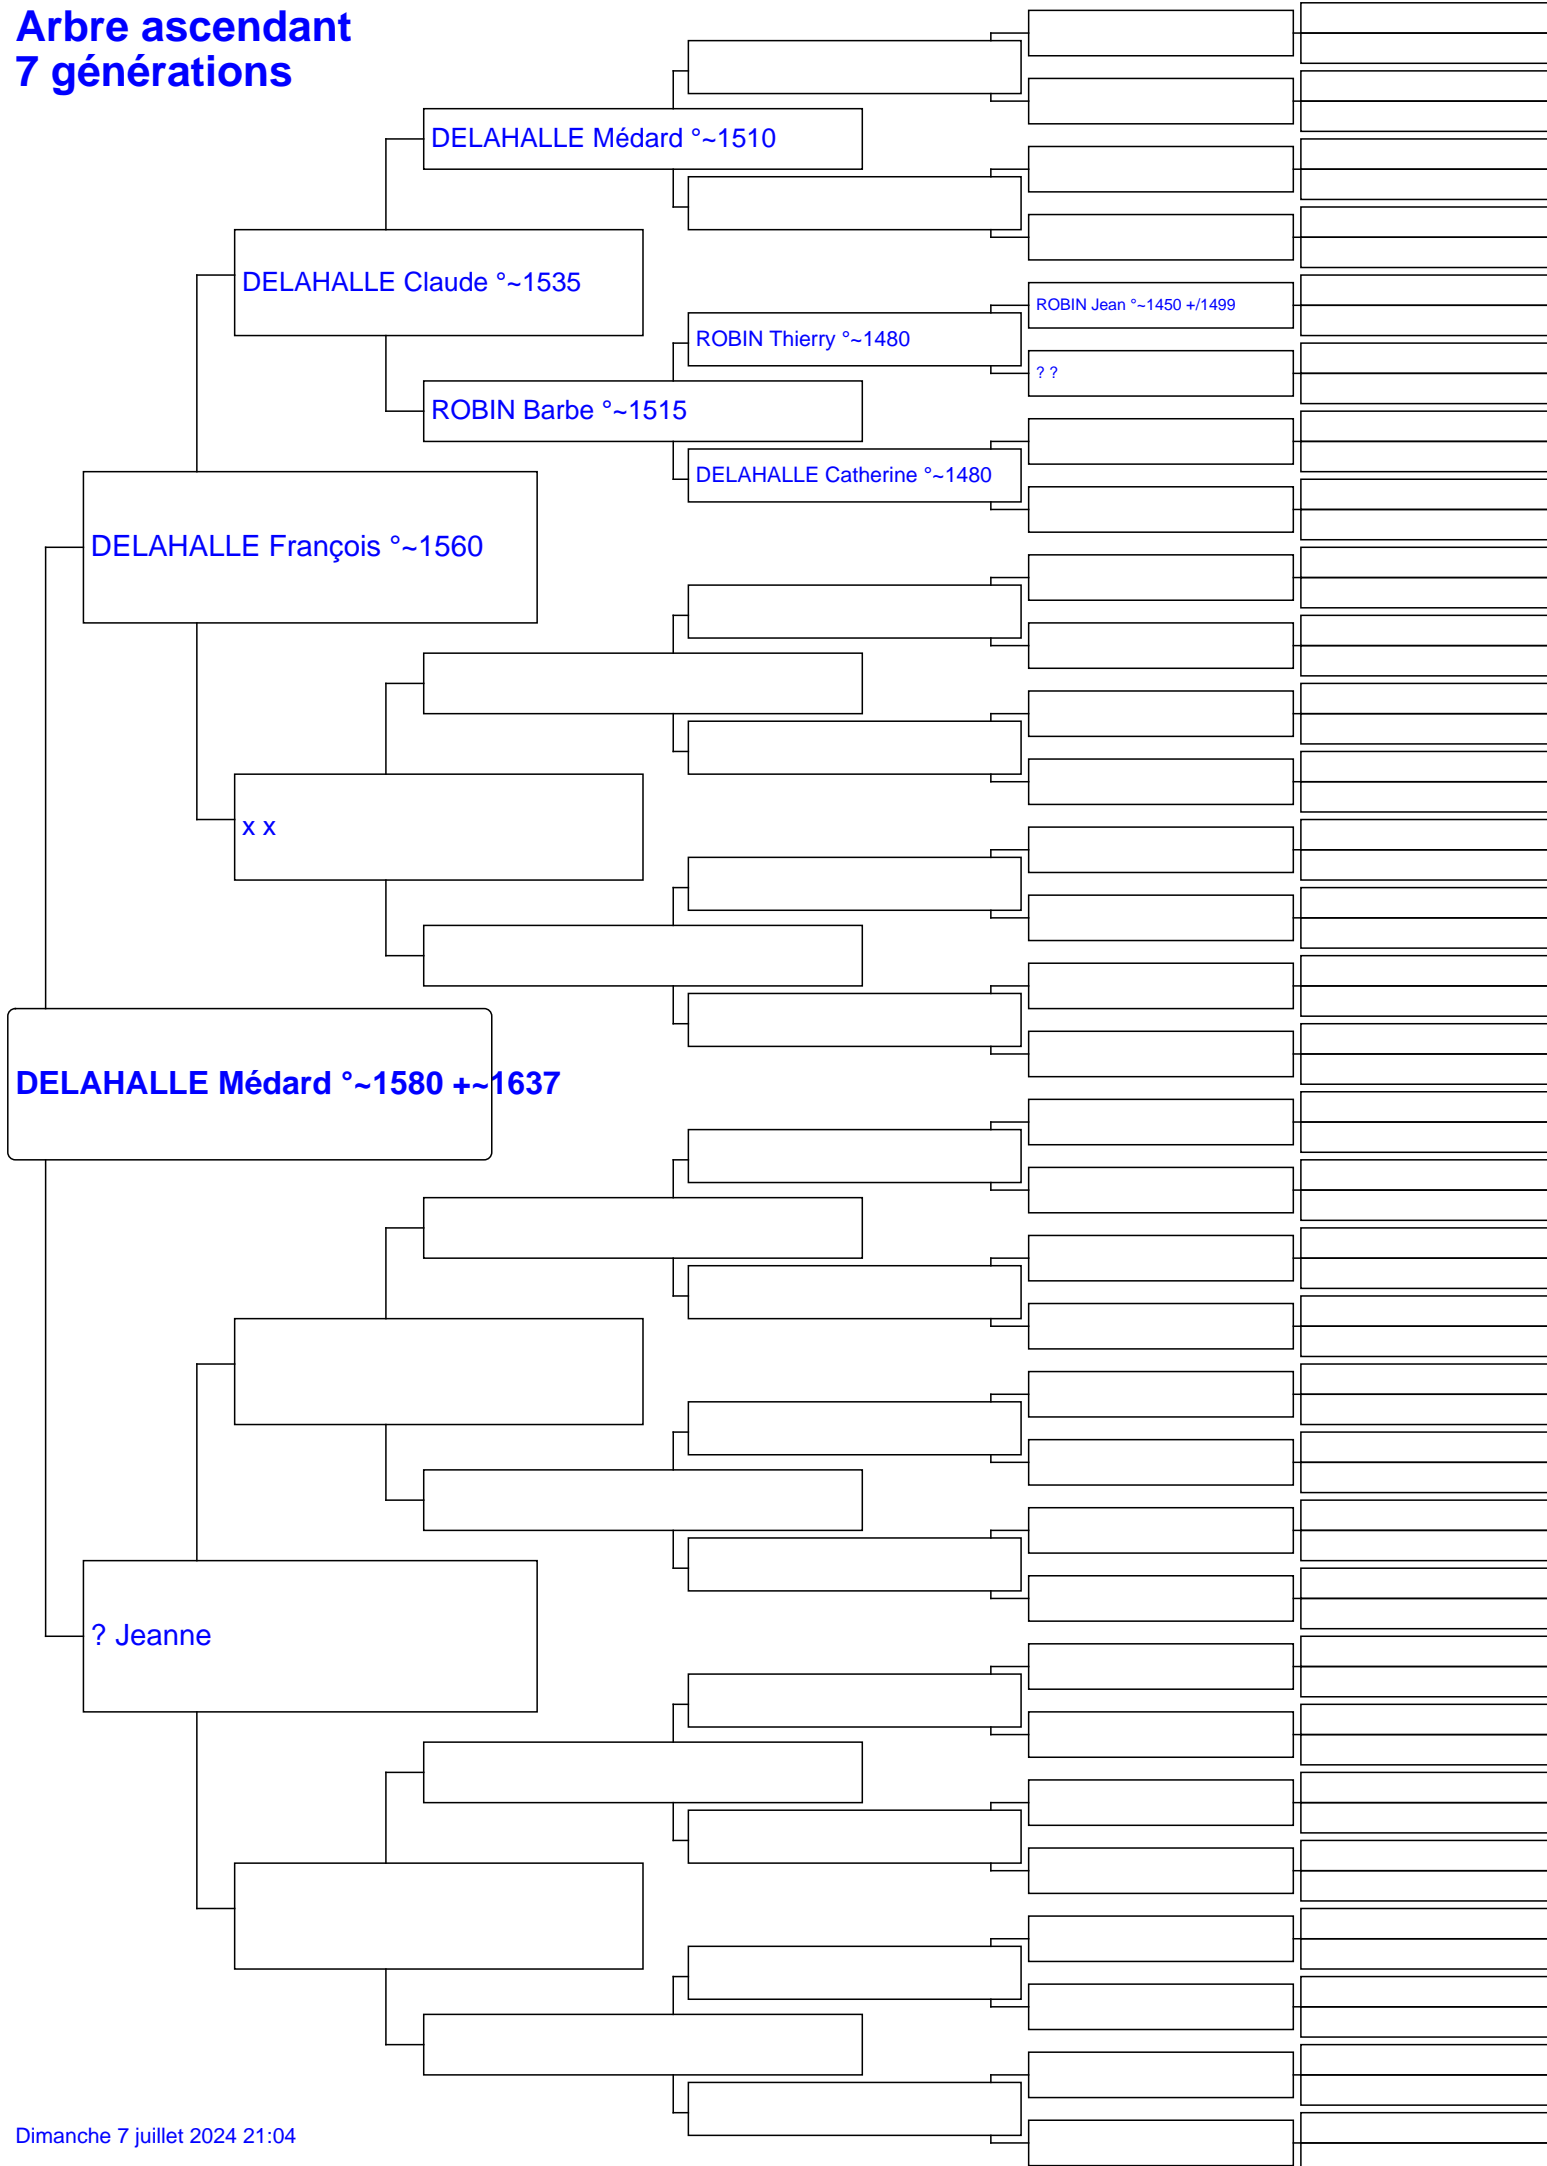 Arbre ascendant
7 générations
DELAHALLE Médard °~1510
DELAHALLE Claude °~1535
ROBIN Jean °~1450 +/1499
ROBIN Thierry °~1480
? ?
ROBIN Barbe °~1515
DELAHALLE Catherine °~1480
DELAHALLE François °~1560
x x
DELAHALLE Médard °~1580 +~1637
? Jeanne
Dimanche 7 juillet 2024 21:04